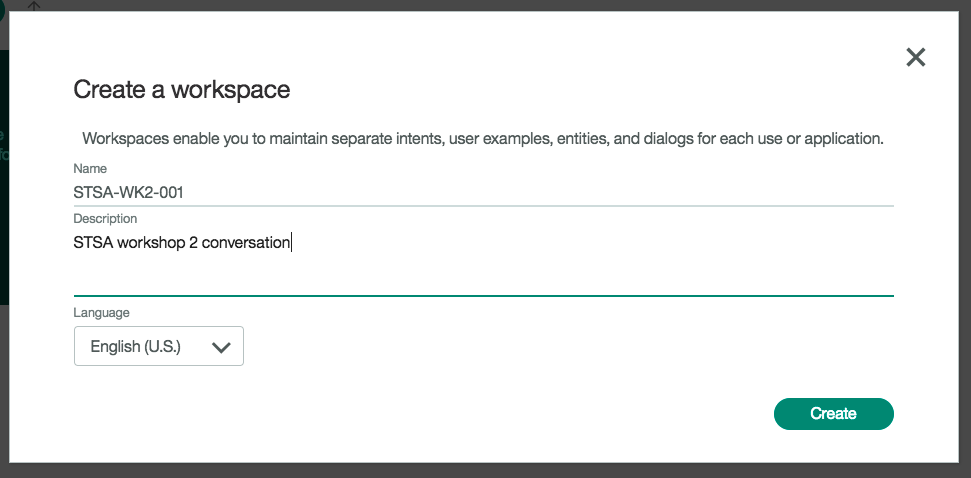 Create a workspace
Workspaces enable you to maintain separate intents, user examples, entities, and dialogs for each use or application.
Name
STSA-WK2-001
Description
STSA workshop 2 conversation
Language
English (U.S.)
Create